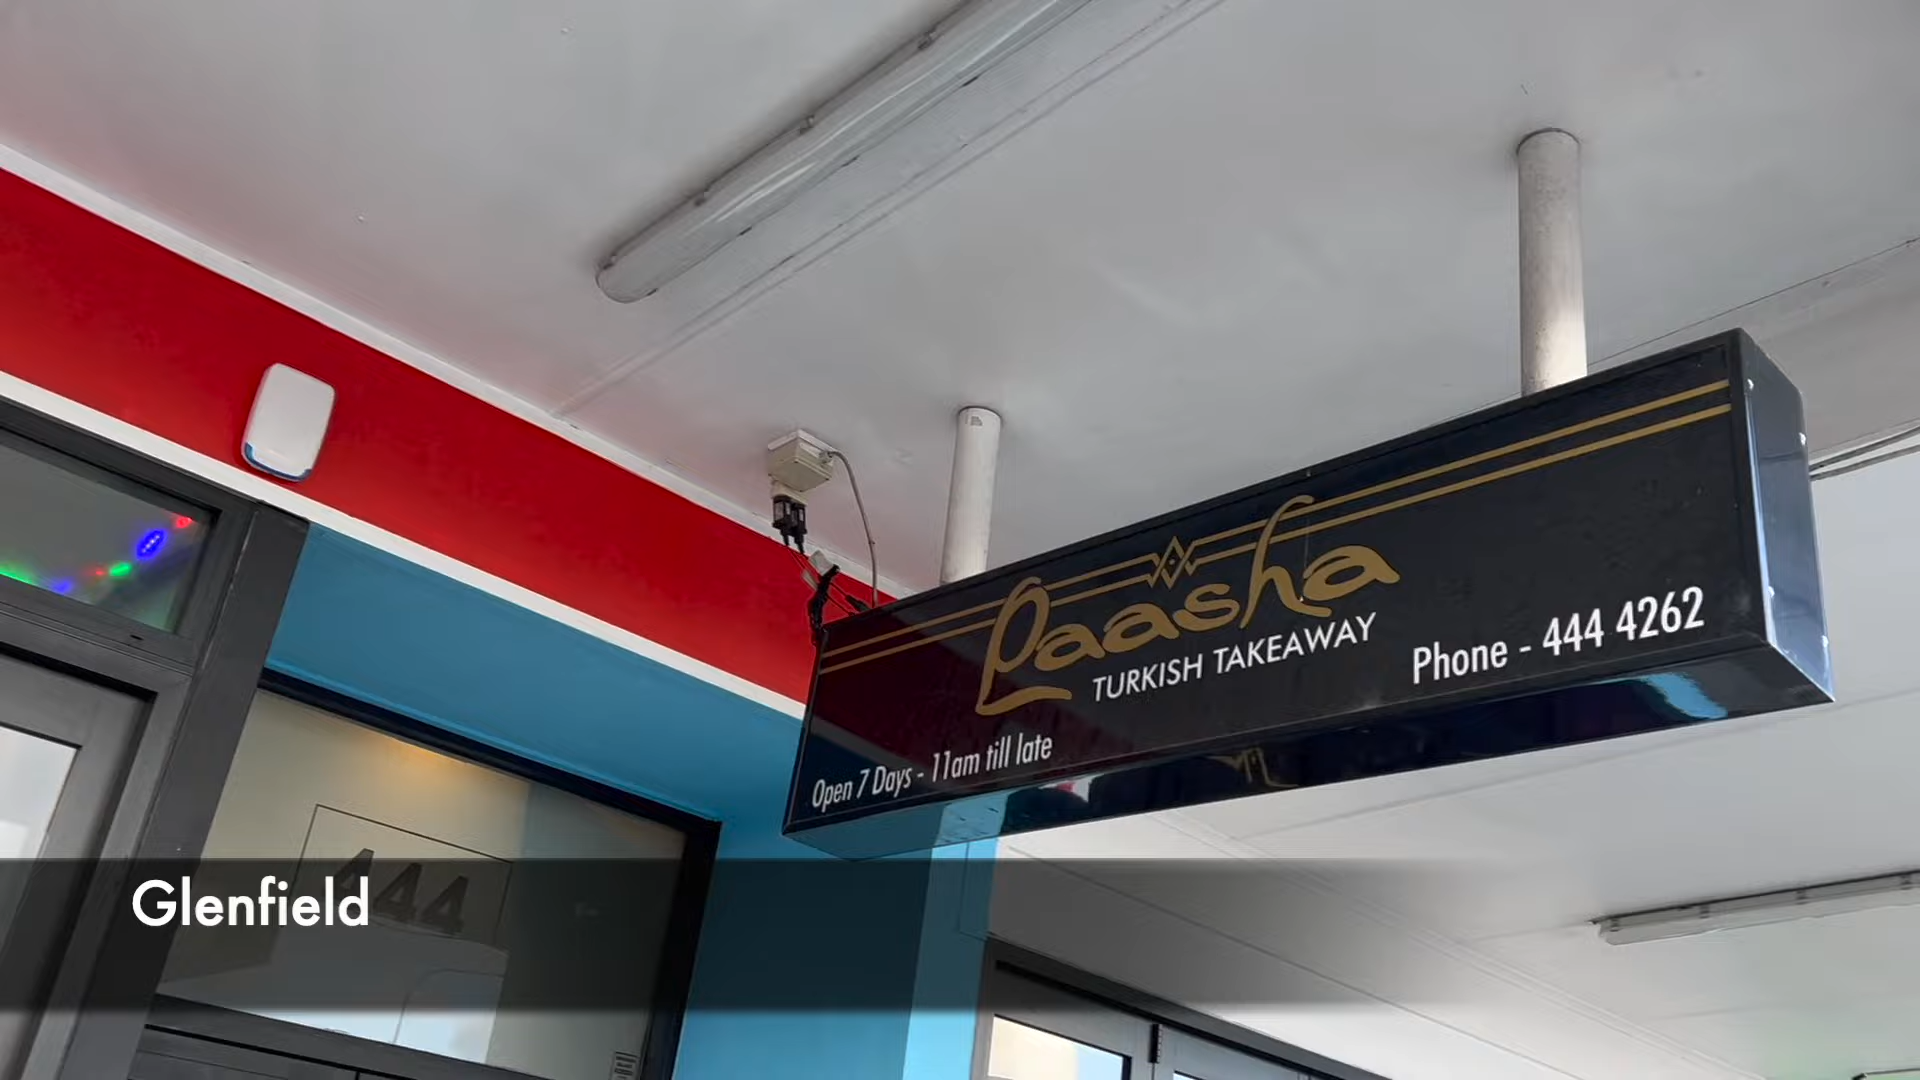 Paasha
TURKISH TAKEAWAY
Phone - 444 4262
Open 7 Days - 11am till late
444
Glenfield